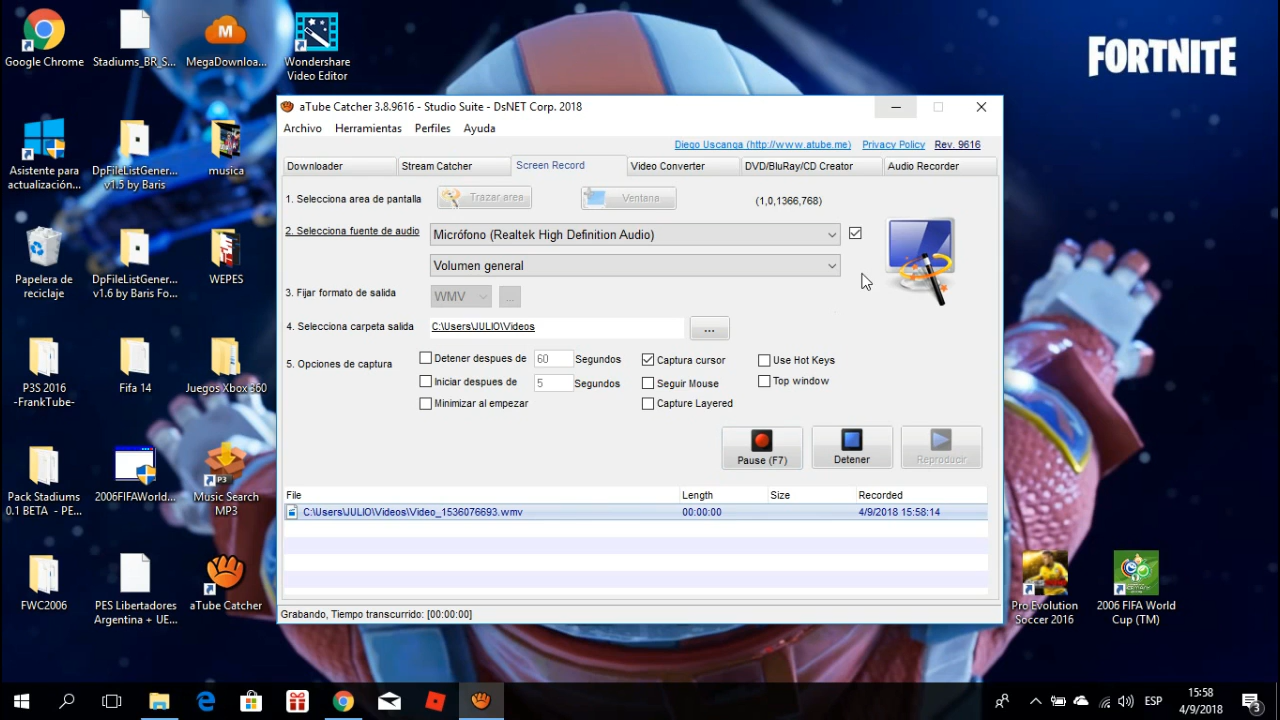 Google Chrome
Stadiums_BR_S...
MegaDownloa...
Wondershare
Video Editor
FORTNITE
aTube Catcher 3.8.9616 - Studio Suite - DsNET Corp. 2018
Archivo Herramientas Perfiles Ayuda
Diego Uscanga (http://www.atube.me) Privacy Policy Rev. 9616
Downloader Stream Catcher Screen Record Video Converter DVD/BluRay/CD Creator Audio Recorder
1. Selecciona area de pantalla Trazar area Ventana (1,0,1366,768)
2. Selecciona fuente de audio Micrófono (Realtek High Definition Audio)
Volumen general
3. Fijar formato de salida WMV ...
4. Selecciona carpeta salida C:\Users\JULIO\Videos ...
5. Opciones de captura
Detener despues de 60 Segundos Captura cursor Use Hot Keys
Iniciar despues de 5 Segundos Seguir Mouse Top window
Minimizar al empezar Capture Layered
Pause (F7) Detener Reproducir
File Length Size Recorded
C:\Users\JULIO\Videos\Video_1536076693.wmv 00:00:00 4/9/2018 15:58:14
Grabando, Tiempo transcurrido: [00:00:00]
Asistente para
actualización...
DpFileListGener...
v1.5 by Baris
musica
Papelera de
reciclaje
DpFileListGener...
v1.6 by Baris Fo...
WEPES
P3S 2016
-FrankTube-
Fifa 14
Juegos Xbox 360
Pack Stadiums
0.1 BETA - PE...
2006FIFAWorld...
P3
Music Search
MP3
FWC2006
PES Libertadores
Argentina + UE...
aTube Catcher
Pro Evolution
Soccer 2016
2006 FIFA World
Cup (TM)
ESP
15:58
4/9/2018
3